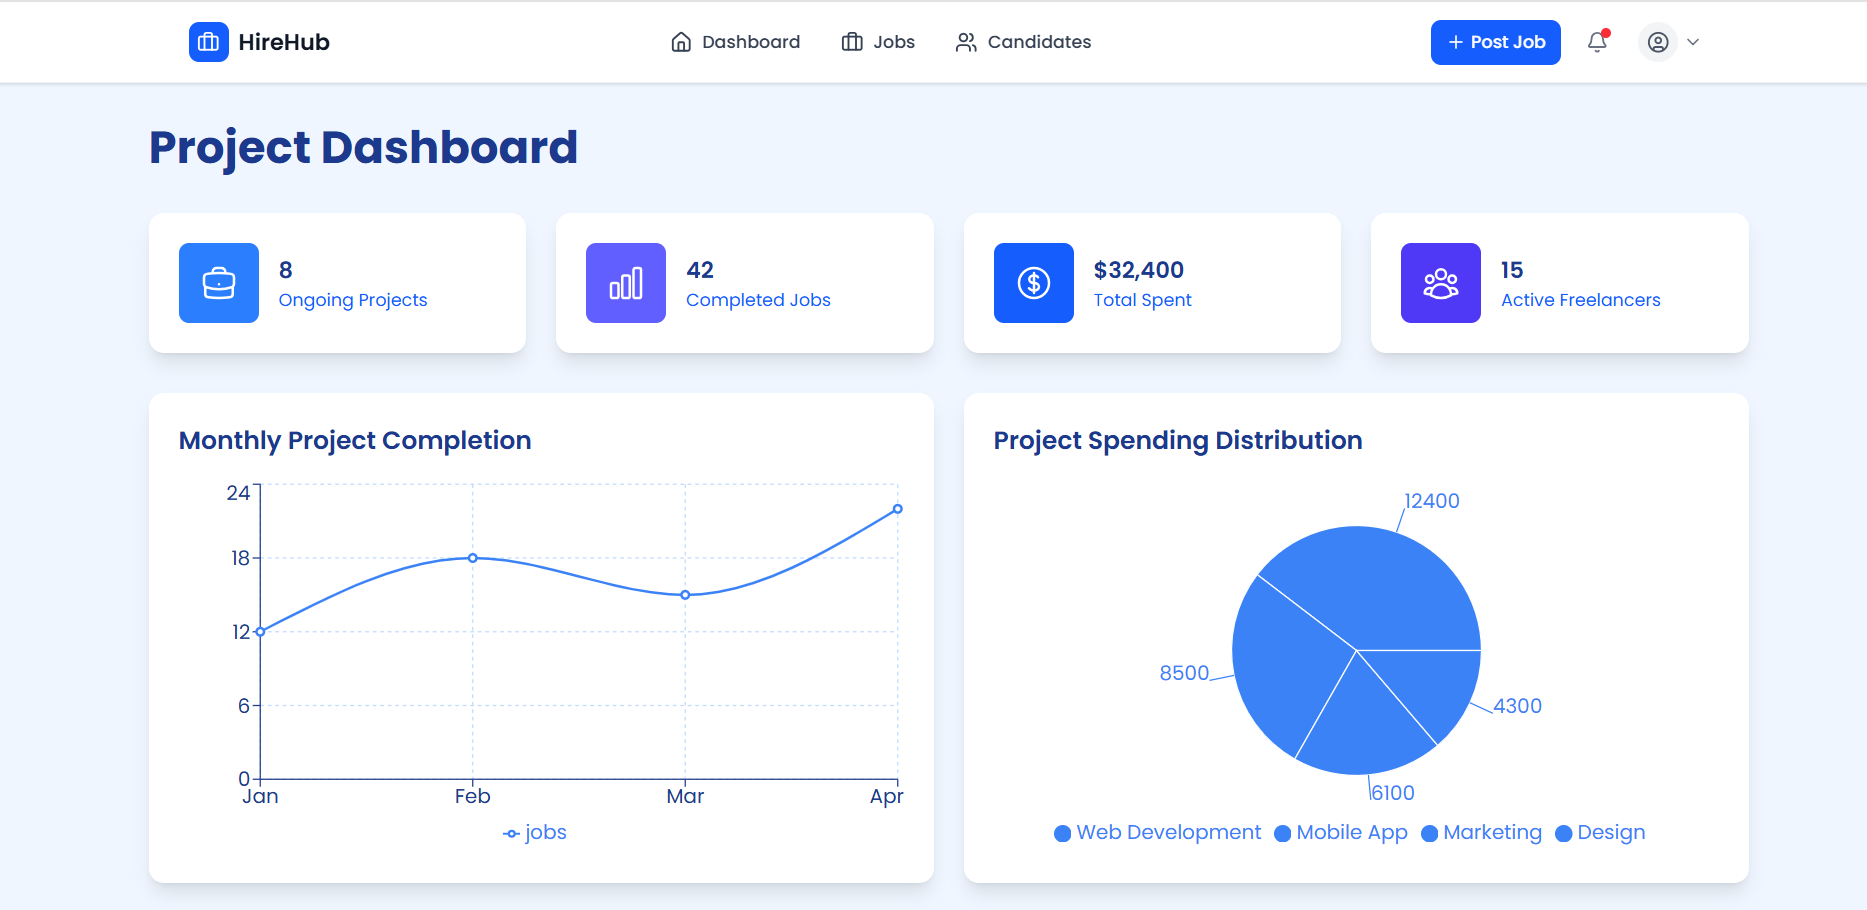 HireHub
Dashboard
Jobs
Candidates
+ Post Job
Project Dashboard
8
Ongoing Projects
42
Completed Jobs
$32,400
Total Spent
15
Active Freelancers
Monthly Project Completion
24
18
12
6
0
Jan Feb Mar Apr
jobs
Project Spending Distribution
12400
8500
4300
6100
Web Development Mobile App Marketing Design